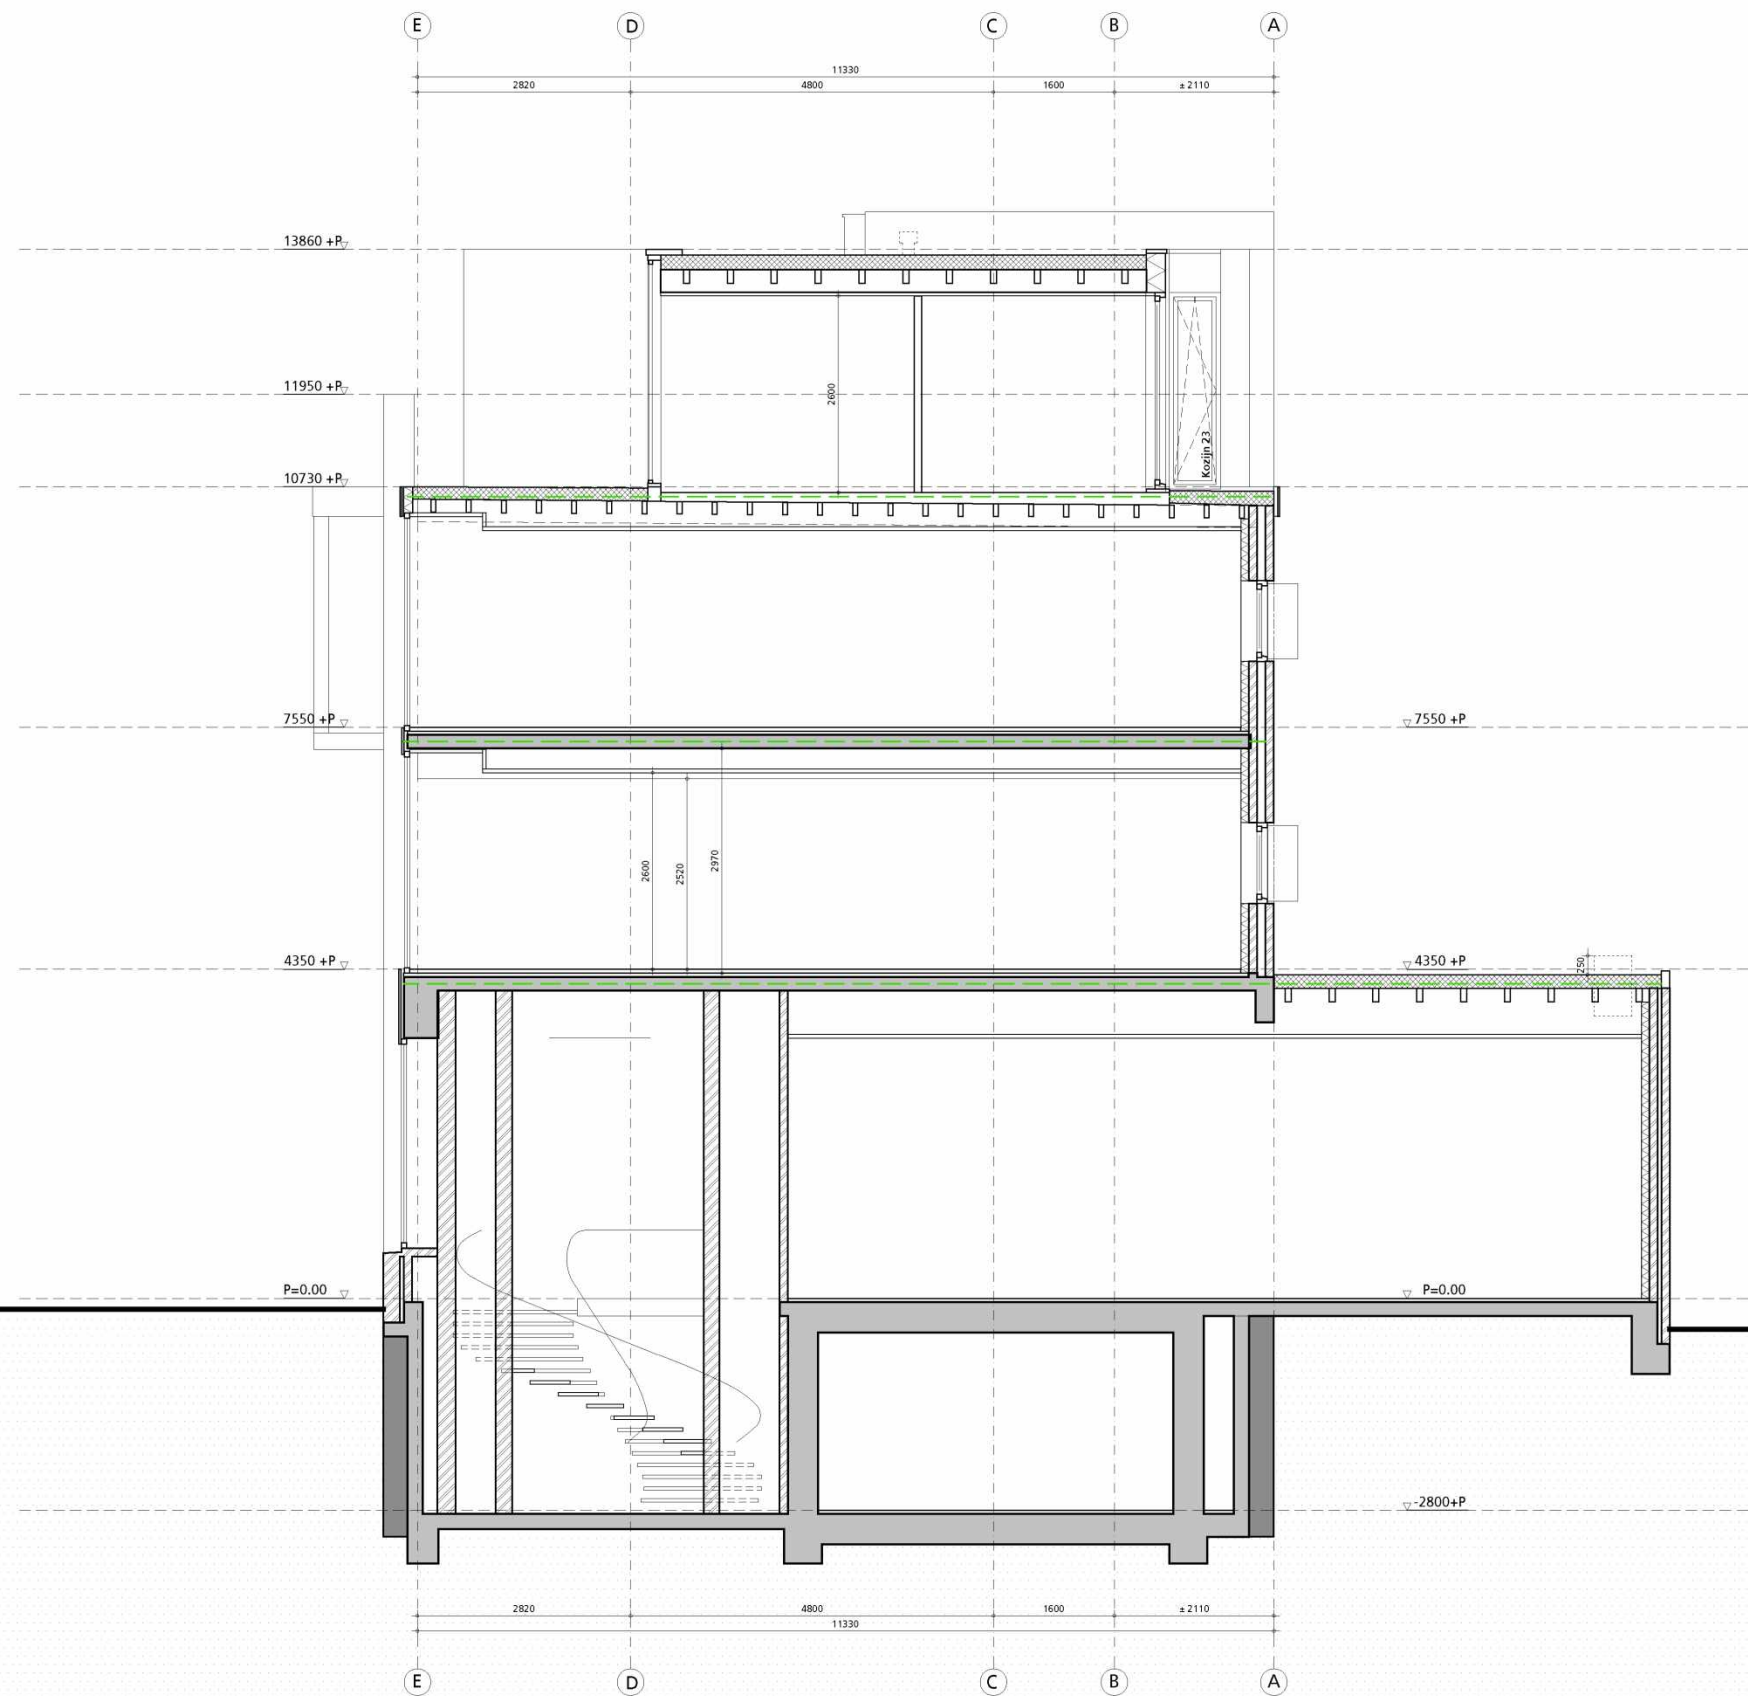 E D C B A
11330
2820 4800 1600 ± 2110
13860 +P
2600
11950 +P
Kozijn 23
10730 +P
7550 +P 7550 +P
2600 2520 2970
4350 +P 4350 +P
250
P=0.00 P=0.00
-2800+P
2820 4800 1600 ± 2110
11330
E D C B A